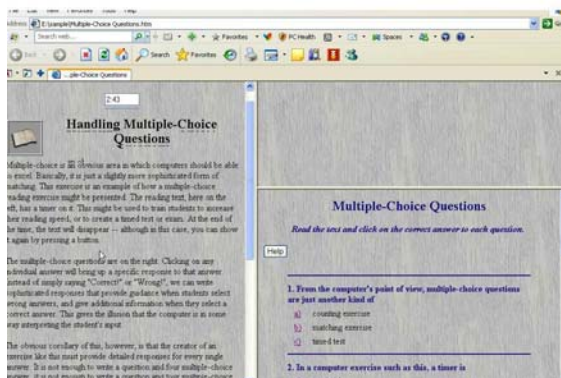 Address E:\sample\Multiple-Choice Questions.htm
Search web... Favorites PC Health Spaces
Search Favorites
...ple-Choice Questions
2:43
Handling Multiple-Choice
Questions
Multiple-choice is an obvious area in which computers should be able
to excel. Basically, it is just a slightly more sophisticated form of
matching. This exercise is an example of how a multiple-choice
reading exercise might be presented. The reading text, here on the
left, has a timer on it. This might be used to train students to increase
their reading speed, or to create a timed test or exam. At the end of
the time, the text will disappear -- although in this case, you can show
it again by pressing a button.
The multiple-choice questions are on the right. Clicking on any
individual answer will bring up a specific response to that answer.
Instead of simply saying "Correct!" or "Wrong!", we can write
sophisticated responses that provide guidance when students select
wrong answers, and give additional information when they select a
correct answer. This gives the illusion that the computer is in some
way interpreting the student's input.
The obvious corollary of this, however, is that the creator of an
exercise like this must provide detailed responses for every single
answer. It is not enough to write a question and four multiple-choice
Multiple-Choice Questions
Read the text and click on the correct answer to each question.
Help
1. From the computer's point of view, multiple-choice questions
are just another kind of
a) counting exercise
b) matching exercise
c) timed test
2. In a computer exercise such as this, a timer is